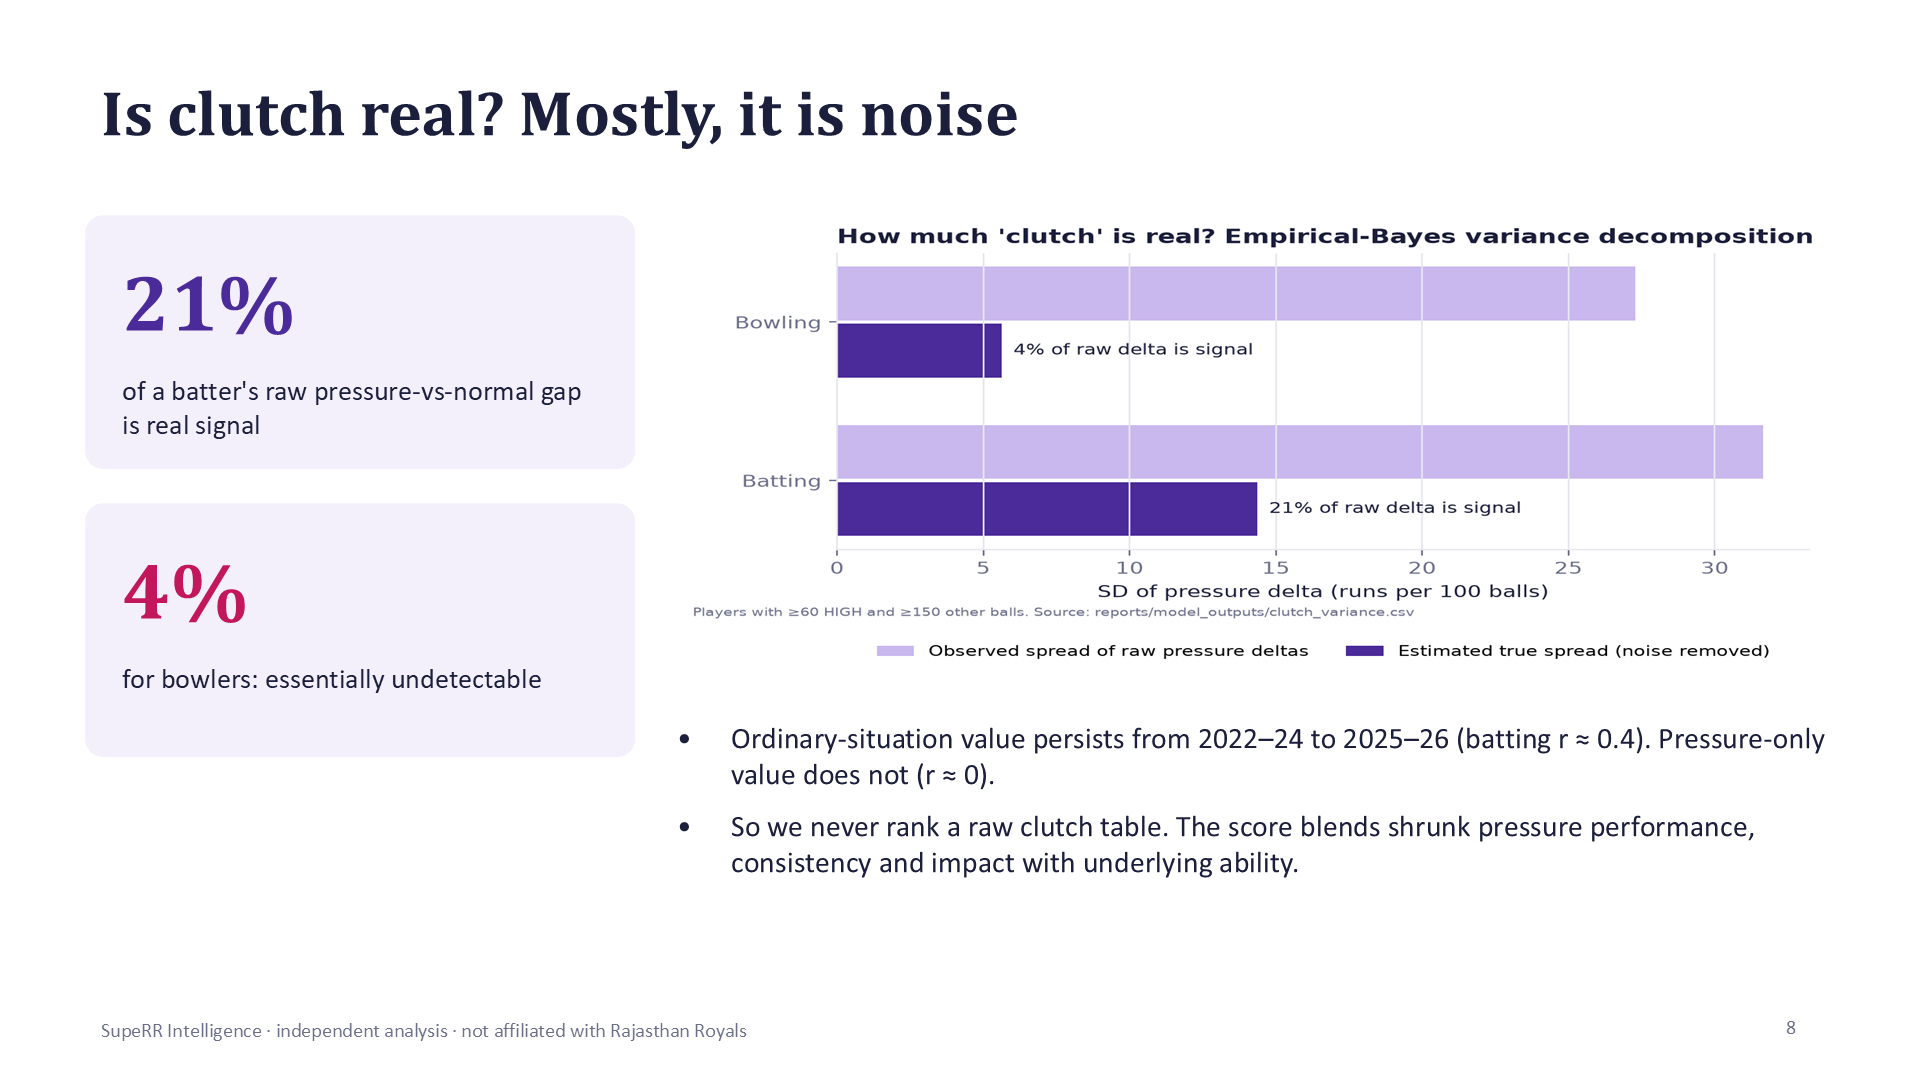 Is clutch real? Mostly, it is noise
21%
of a batter's raw pressure-vs-normal gap
is real signal
4%
for bowlers: essentially undetectable
How much 'clutch' is real? Empirical-Bayes variance decomposition
Bowling
4% of raw delta is signal
Batting
21% of raw delta is signal
0 5 10 15 20 25 30
SD of pressure delta (runs per 100 balls)
Players with ≥60 HIGH and ≥150 other balls. Source: reports/model_outputs/clutch_variance.csv
Observed spread of raw pressure deltas
Estimated true spread (noise removed)
• Ordinary-situation value persists from 2022–24 to 2025–26 (batting r ≈ 0.4). Pressure-only
value does not (r ≈ 0).
• So we never rank a raw clutch table. The score blends shrunk pressure performance,
consistency and impact with underlying ability.
SupeRR Intelligence · independent analysis · not affiliated with Rajasthan Royals
8